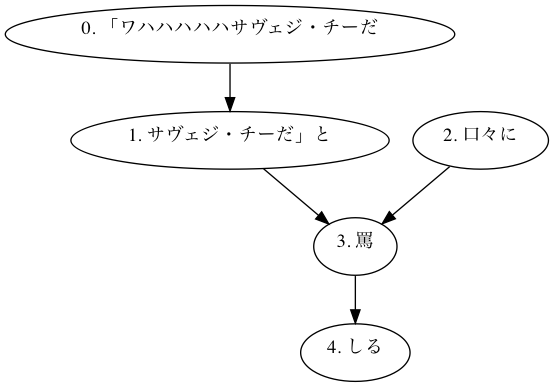 0. 「ワハハハハハサヴェジ・チーだ
1. サヴェジ・チーだ」と
2. 口々に
3. 罵
4. しる